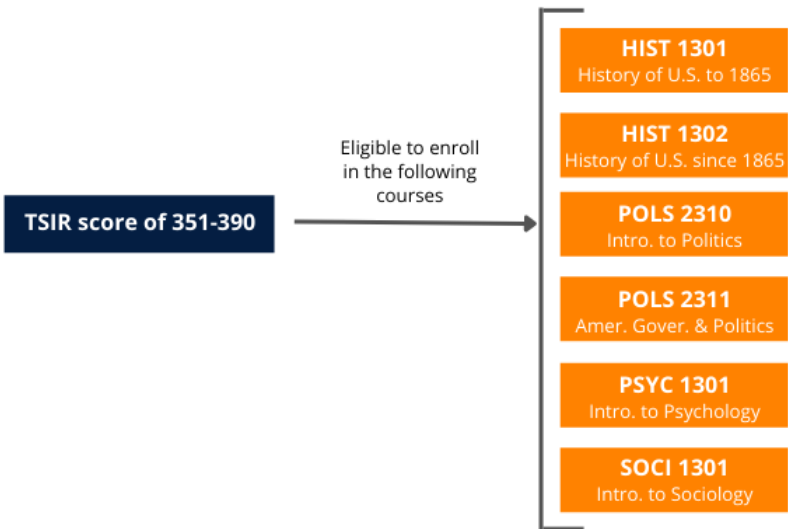 TSIR score of 351-390
Eligible to enroll
in the following
courses
HIST 1301
History of U.S. to 1865
HIST 1302
History of U.S. since 1865
POLS 2310
Intro. to Politics
POLS 2311
Amer. Gover. & Politics
PSYC 1301
Intro. to Psychology
SOCI 1301
Intro. to Sociology